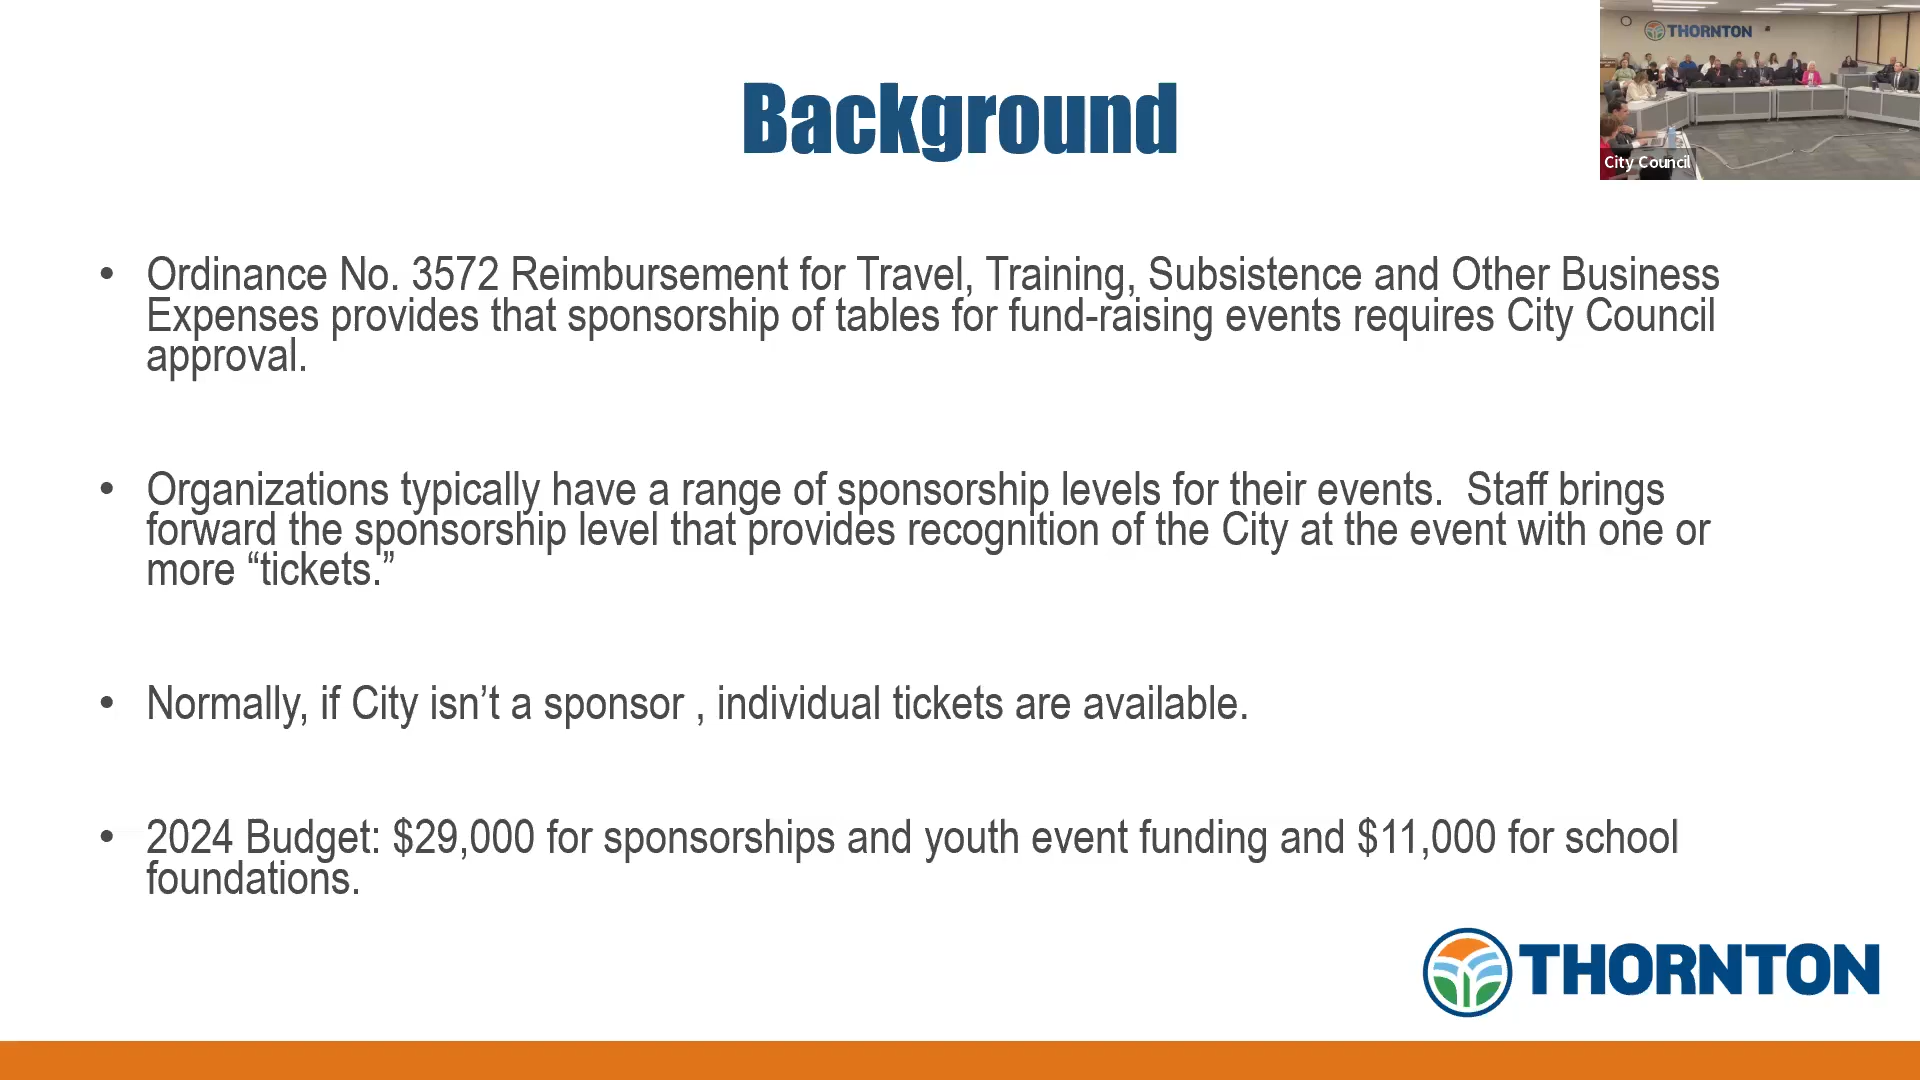 THORNTON
City Council
Background
• Ordinance No. 3572 Reimbursement for Travel, Training, Subsistence and Other Business
Expenses provides that sponsorship of tables for fund-raising events requires City Council
approval.
• Organizations typically have a range of sponsorship levels for their events.  Staff brings
forward the sponsorship level that provides recognition of the City at the event with one or
more “tickets.”
• Normally, if City isn’t a sponsor , individual tickets are available.
• 2024 Budget: $29,000 for sponsorships and youth event funding and $11,000 for school
foundations.
THORNTON